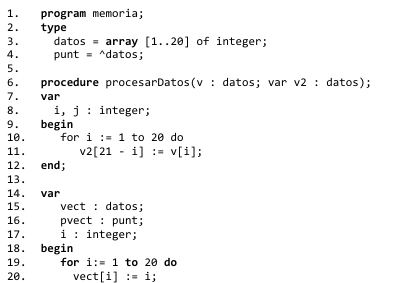 1. program memoria;
2. type
3. datos = array [1..20] of integer;
4. punt = ^datos;
5.
6. procedure procesarDatos(v : datos; var v2 : datos);
7. var
8. i, j : integer;
9. begin
10. for i := 1 to 20 do
11. v2[21 - i] := v[i];
12. end;
13.
14. var
15. vect : datos;
16. pvect : punt;
17. i : integer;
18. begin
19. for i:= 1 to 20 do
20. vect[i] := i;